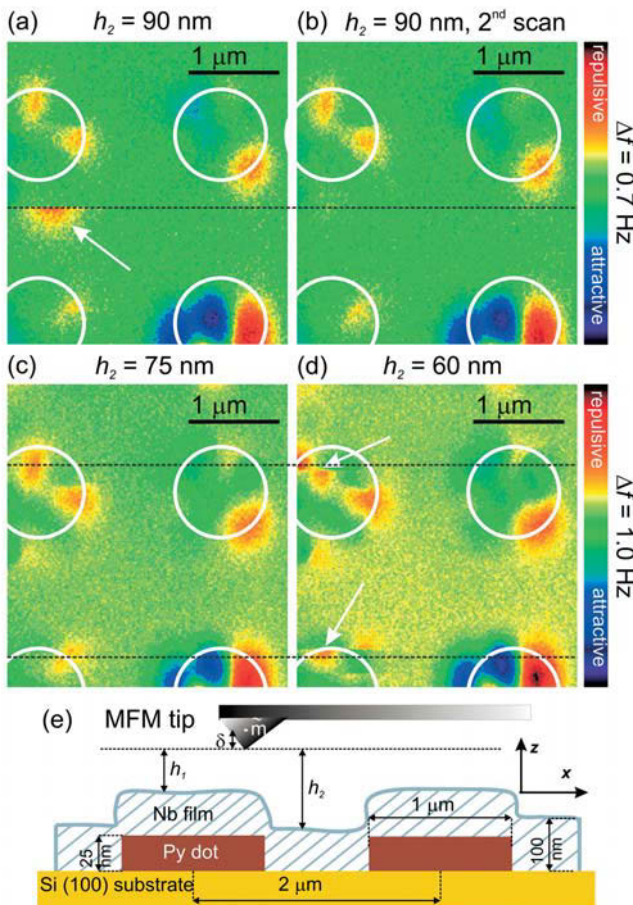 (a) h₂ = 90 nm
(b) h₂ = 90 nm, 2ⁿᵈ scan
1 μm
1 μm
repulsive
attractive
Δf = 0.7 Hz
(c) h₂ = 75 nm
(d) h₂ = 60 nm
1 μm
1 μm
repulsive
attractive
Δf = 1.0 Hz
(e) MFM tip
δ
m̃
z
x
h₁
h₂
Nb film
1 μm
Py dot
25 nm
100 nm
Si (100) substrate
2 μm